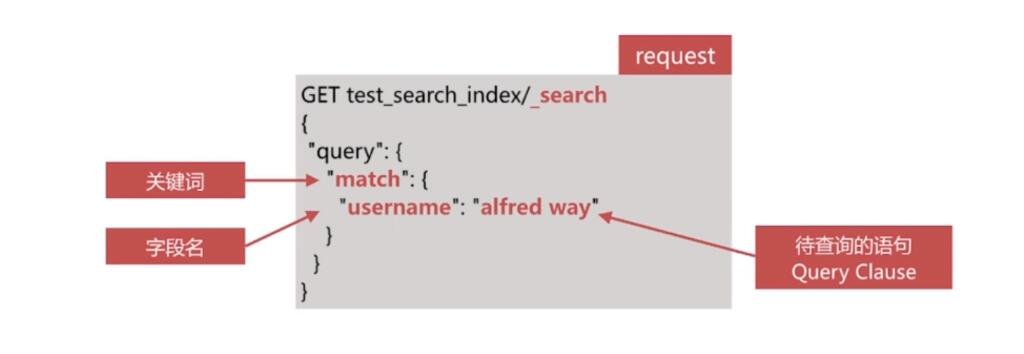 request
GET test_search_index/_search
{
"query": {
"match": {
"username": "alfred way"
}
}
}
关键词
字段名
待查询的语句
Query Clause